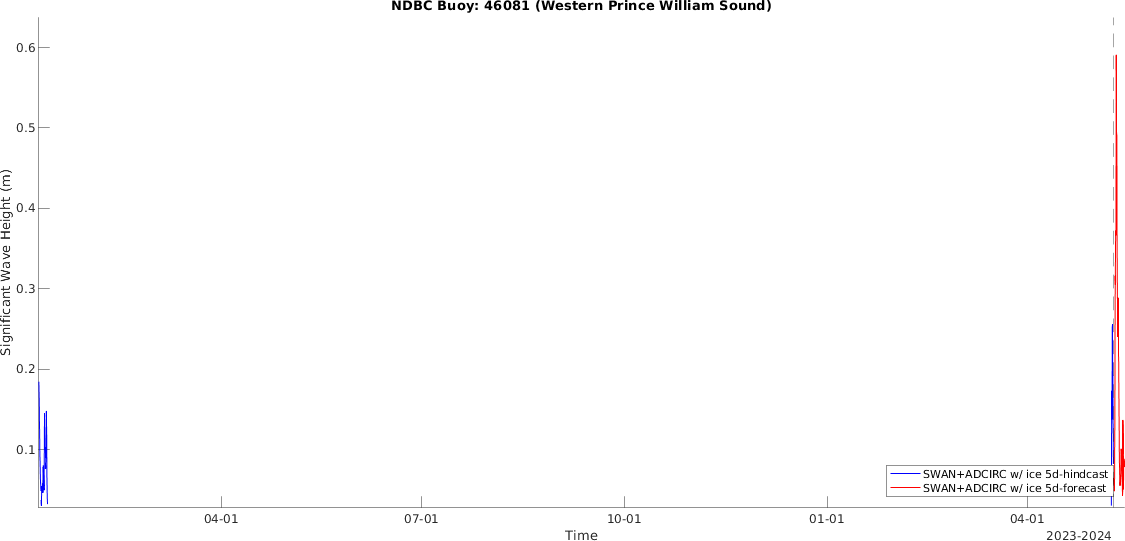 NDBC Buoy: 46081 (Western Prince William Sound)
0.6
0.5
0.4
0.3
0.2
0.1
Significant Wave Height (m)
SWAN+ADCIRC w/ ice 5d-hindcast
SWAN+ADCIRC w/ ice 5d-forecast
04-01
07-01
10-01
01-01
04-01
Time
2023-2024